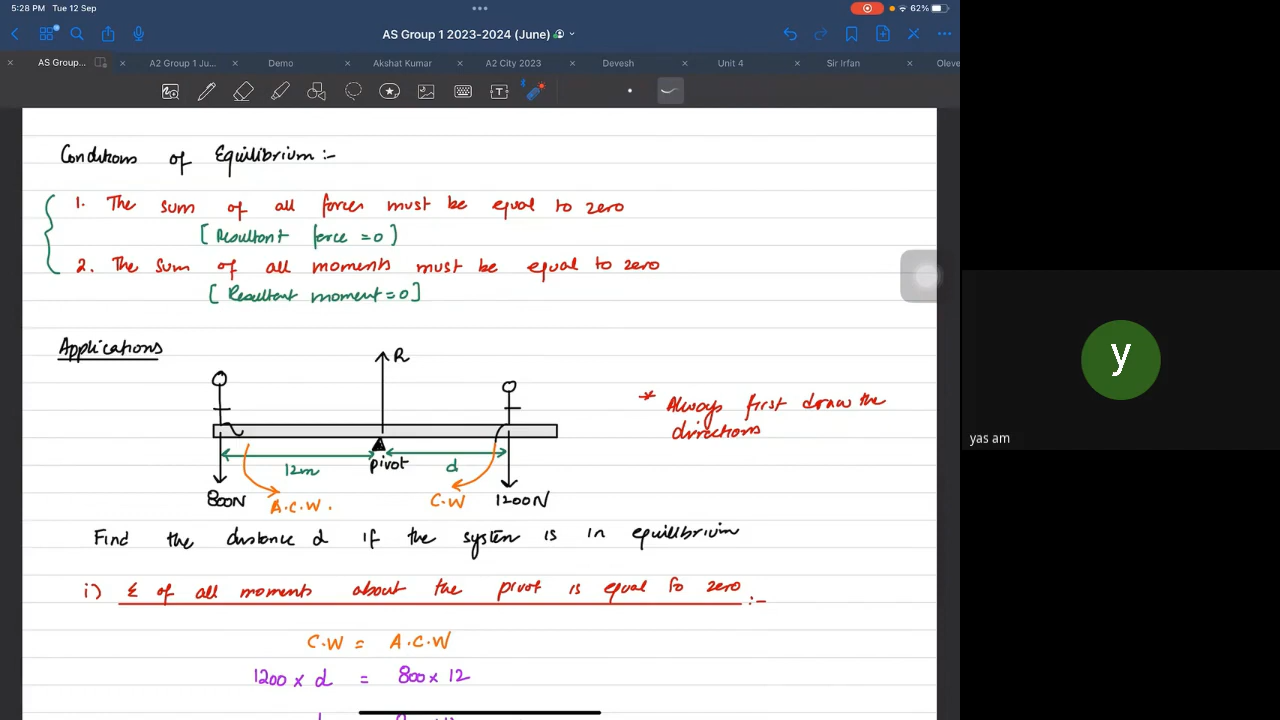 5:28 PM Tue 12 Sep
62%
AS Group 1 2023-2024 (June)
AS Group...
A2 Group 1 Ju...
Demo
Akshat Kumar
A2 City 2023
Devesh
Unit 4
Sir Irfan
Oleve
Conditions of Equilibrium :-
1. The sum of all forces must be equal to zero
[ Resultant force = 0 ]
2. The sum of all moments must be equal to zero
[ Resultant moment = 0 ]
Applications
R
* Always first draw the
directions
12m
pivot
d
800N
A.C.W.
C.W
1200N
Find the distance d if the system is in equilibrium
i) Σ of all moments about the pivot is equal to zero :-
C.W = A.C.W
1200 × d = 800 × 12
y
yas am